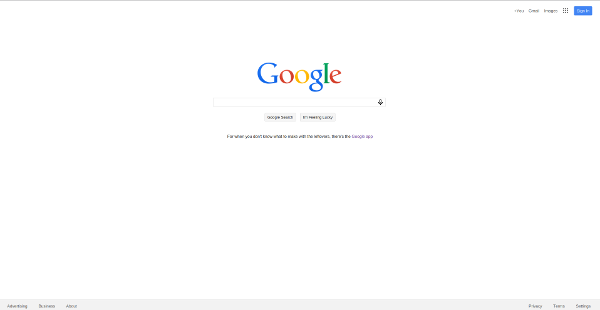 +You Gmail Images Sign in
Google
Google Search I'm Feeling Lucky
For when you don't know what to make with the leftovers, there's the Google app.
Advertising Business About Privacy Terms Settings